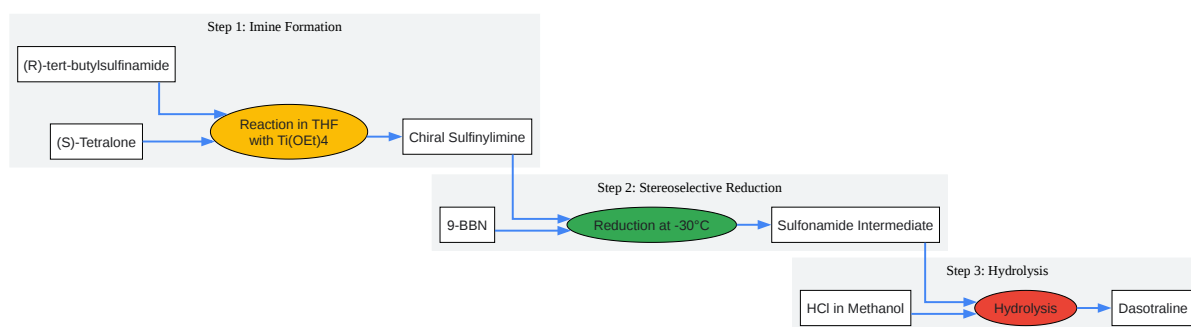 Step 1: Imine Formation
(R)-tert-butylsulfinamide
(S)-Tetralone
Reaction in THF
with Ti(OEt)4
Chiral Sulfinylimine
Step 2: Stereoselective Reduction
9-BBN
Reduction at -30°C
Sulfonamide Intermediate
Step 3: Hydrolysis
HCl in Methanol
Hydrolysis
Dasotraline